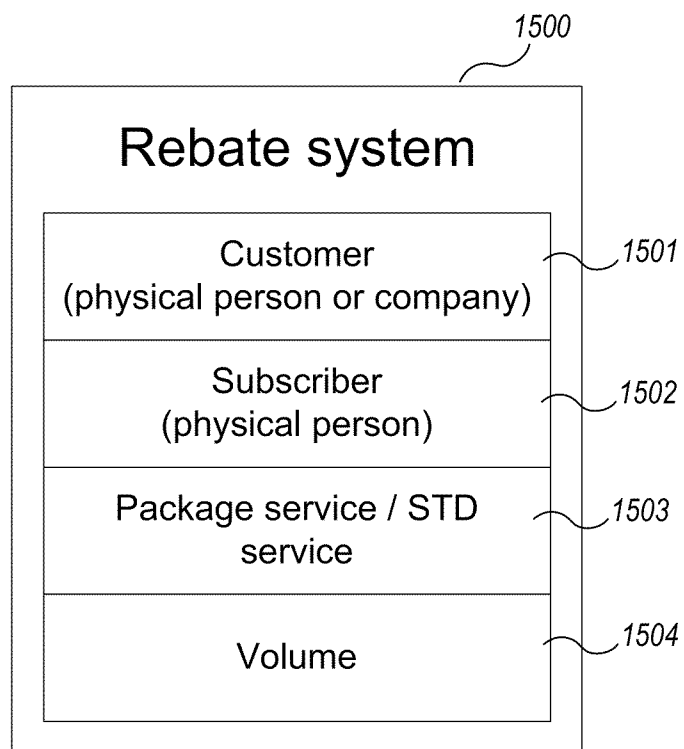 1500
Rebate system
Customer
(physical person or company)
1501
Subscriber
(physical person)
1502
Package service / STD
service
1503
Volume
1504